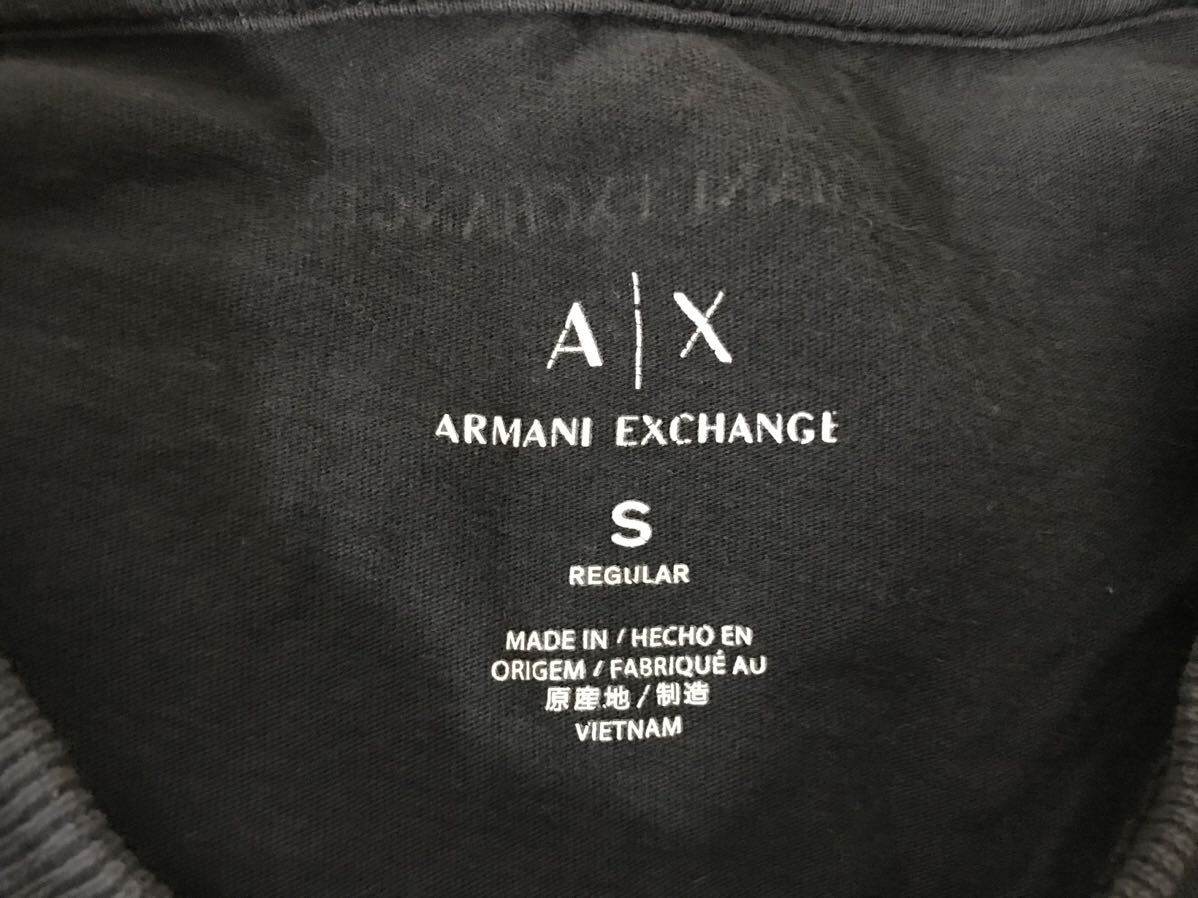 A|X
ARMANI EXCHANGE
S
REGULAR
MADE IN / HECHO EN
ORIGEM / FABRIQUÉ AU
原産地 / 制造
VIETNAM